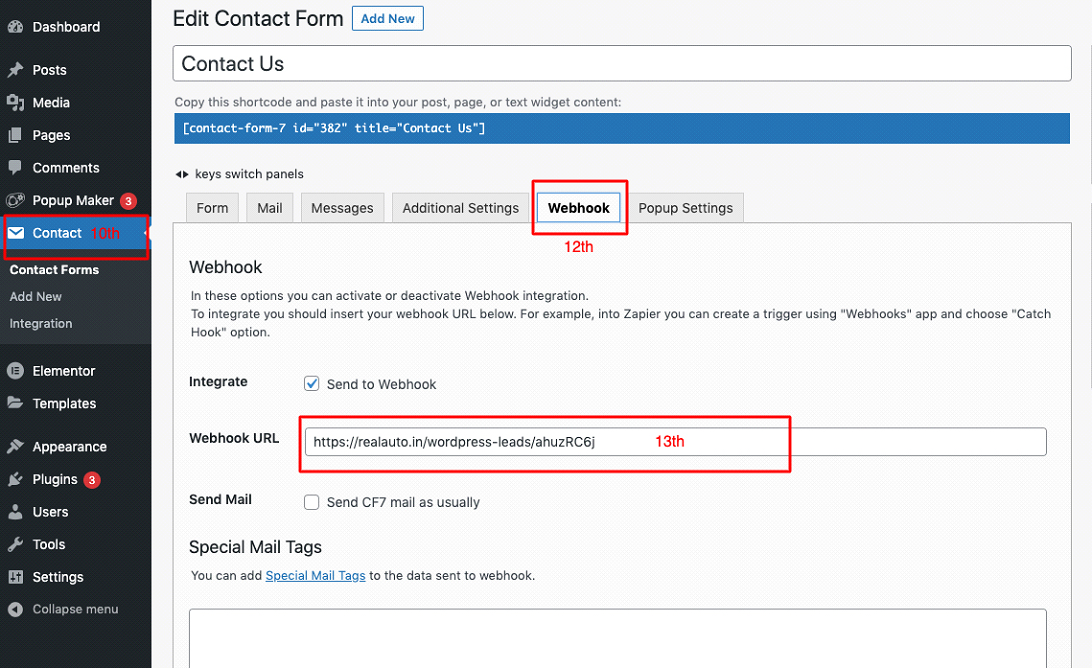 Dashboard
Posts
Media
Pages
Comments
Popup Maker 3
Contact 10th
Contact Forms
Add New
Integration
Elementor
Templates
Appearance
Plugins 3
Users
Tools
Settings
Collapse menu
Edit Contact Form Add New
Contact Us
Copy this shortcode and paste it into your post, page, or text widget content:
[contact-form-7 id="382" title="Contact Us"]
keys switch panels
Form Mail Messages Additional Settings Webhook Popup Settings
12th
Webhook
In these options you can activate or deactivate Webhook integration.
To integrate you should insert your webhook URL below. For example, into Zapier you can create a trigger using "Webhooks" app and choose "Catch
Hook" option.
Integrate Send to Webhook
Webhook URL https://realauto.in/wordpress-leads/ahuzRC6j 13th
Send Mail Send CF7 mail as usually
Special Mail Tags
You can add Special Mail Tags to the data sent to webhook.